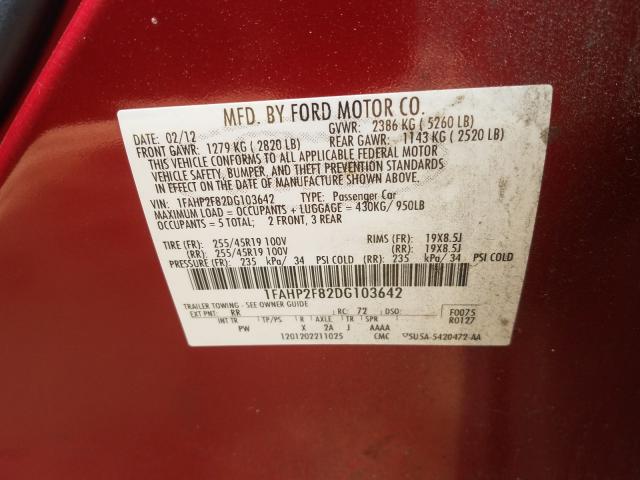 MFD. BY FORD MOTOR CO.
DATE: 02/12 GVWR: 2386 KG ( 5260 LB)
FRONT GAWR: 1279 KG ( 2820 LB) REAR GAWR: 1143 KG ( 2520 LB)
THIS VEHICLE CONFORMS TO ALL APPLICABLE FEDERAL MOTOR
VEHICLE SAFETY, BUMPER, AND THEFT PREVENTION STANDARDS
IN EFFECT ON THE DATE OF MANUFACTURE SHOWN ABOVE.
VIN: 1FAHP2F82DG103642 TYPE: Passenger Car
MAXIMUM LOAD = OCCUPANTS + LUGGAGE = 430KG/ 950LB
OCCUPANTS = 5 TOTAL; 2 FRONT, 3 REAR
TIRE (FR): 255/45R19 100V RIMS (FR): 19X8.5J
(RR): 255/45R19 100V (RR): 19X8.5J
PRESSURE (FR): 235 kPa/ 34 PSI COLD (RR): 235 kPa/ 34 PSI COLD
1FAHP2F82DG103642
TRAILER TOWING - SEE OWNER GUIDE
EXT PNT: RR RC: 72 DSO: F0075
INT TR TP/PS R AXLE TR SPR R0127
PW X 2A J AAAA
1201202211025 CMC 5U5A-5420472-AA